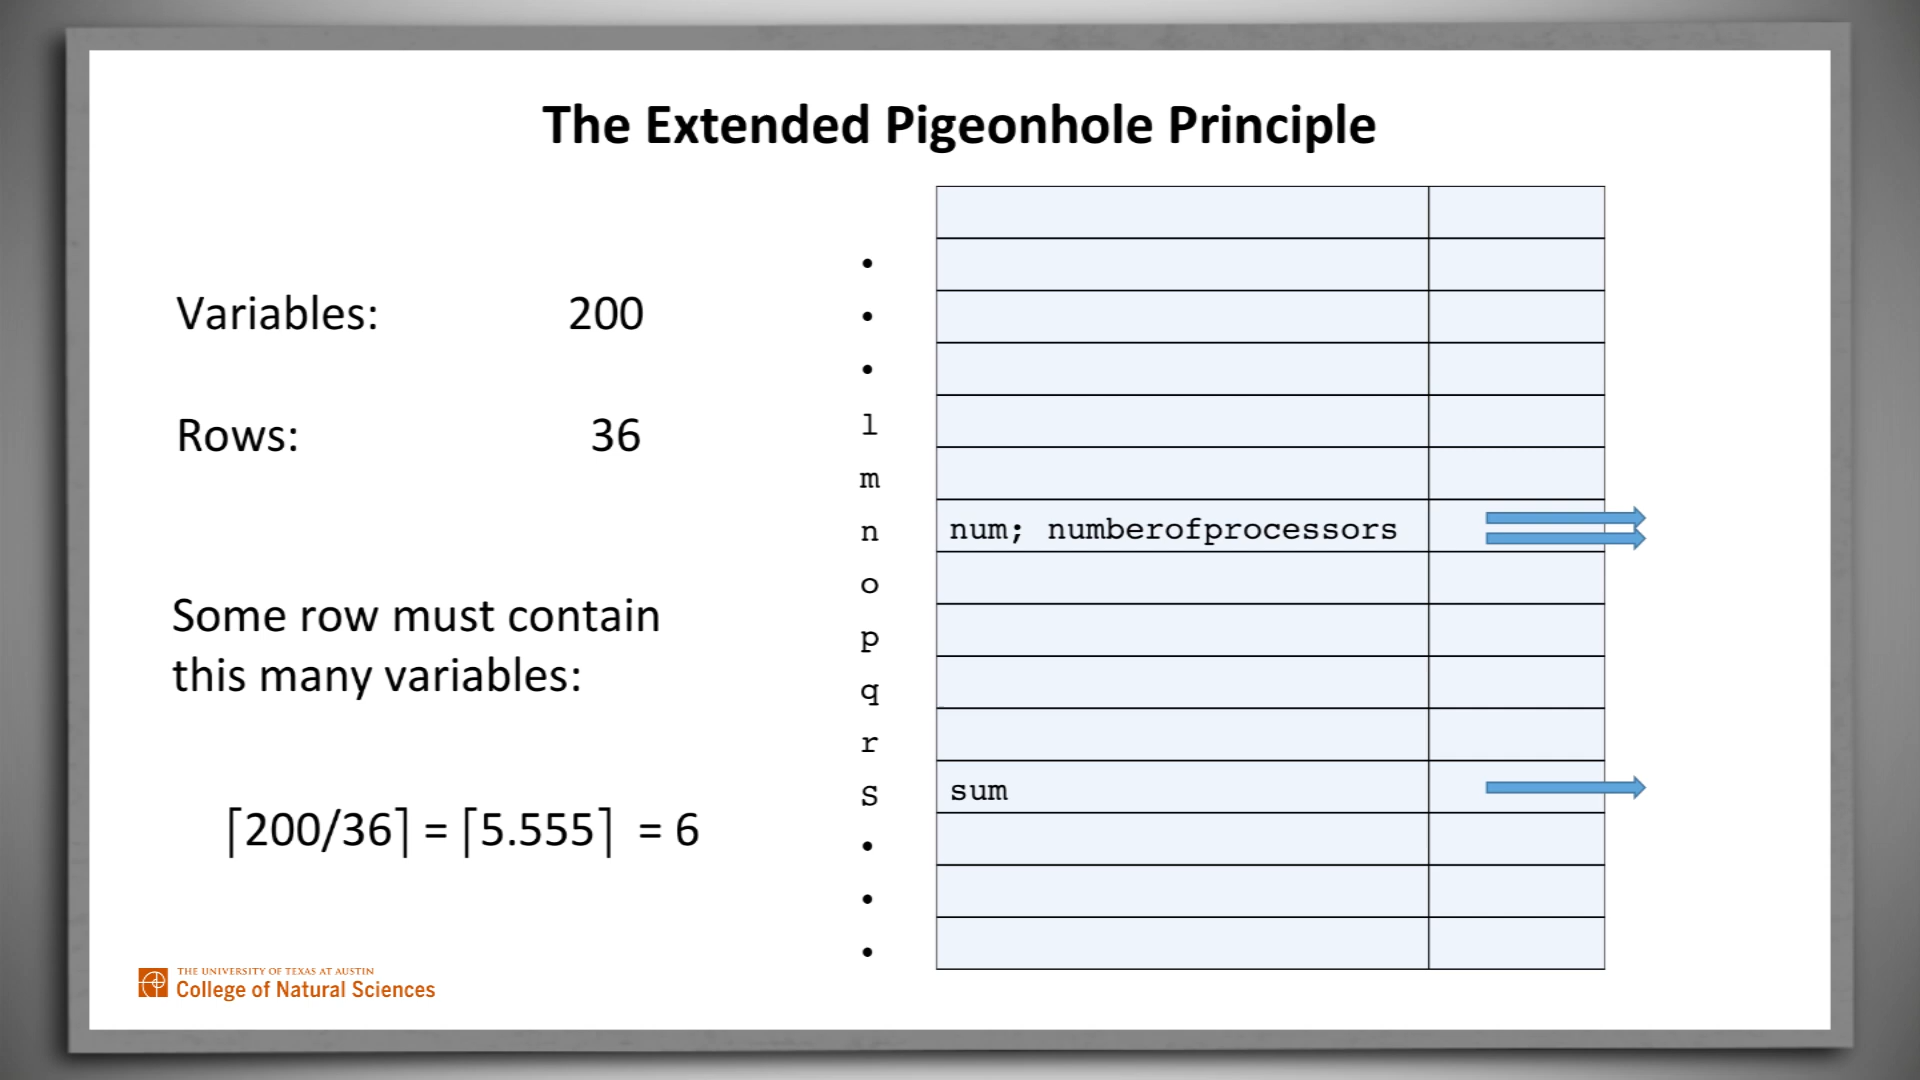 The Extended Pigeonhole Principle
Variables: 200
Rows: 36
Some row must contain
this many variables:
⌈200/36⌉ = ⌈5.555⌉ = 6
•
•
•
l
m
n num; numberofprocessors
o
p
q
r
S sum
•
•
•
THE UNIVERSITY OF TEXAS AT AUSTIN
College of Natural Sciences